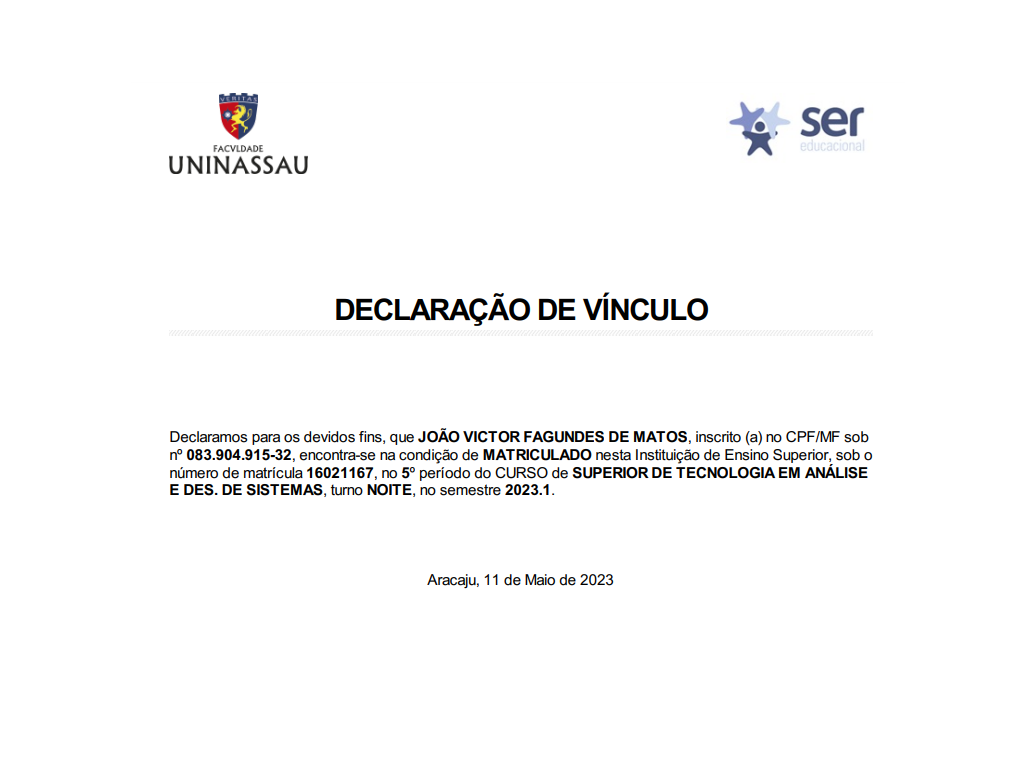 VERITAS
FACVLDADE
UNINASSAU
ser
educacional
DECLARAÇÃO DE VÍNCULO
Declaramos para os devidos fins, que JOÃO VICTOR FAGUNDES DE MATOS, inscrito (a) no CPF/MF sob
nº 083.904.915-32, encontra-se na condição de MATRICULADO nesta Instituição de Ensino Superior, sob o
número de matrícula 16021167, no 5º período do CURSO de SUPERIOR DE TECNOLOGIA EM ANÁLISE
E DES. DE SISTEMAS, turno NOITE, no semestre 2023.1.
Aracaju, 11 de Maio de 2023